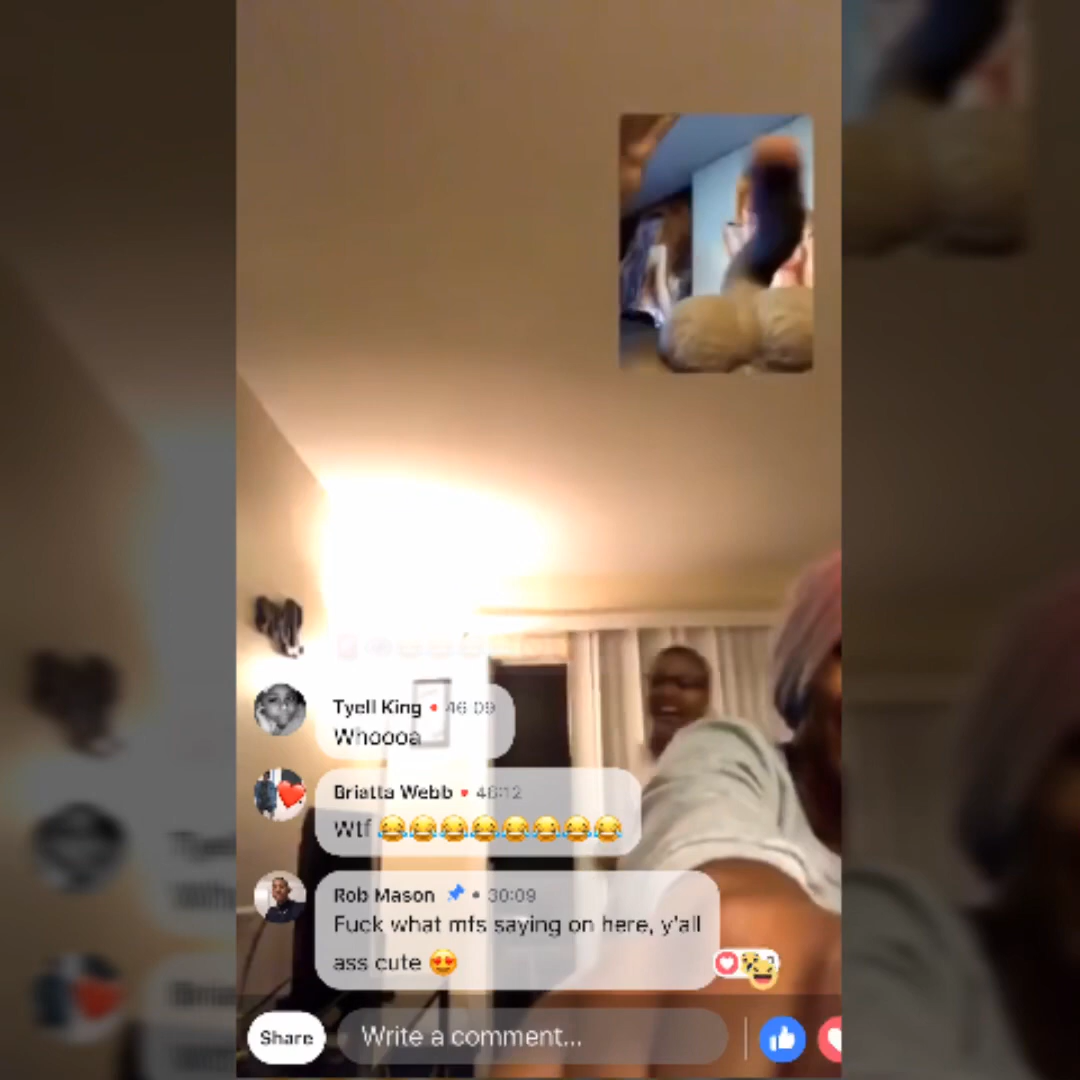 Tyell King • 46:09
Whoooa
Briatta Webb • 46:12
Wtf 😂😂😂😂😂😂😂😂
Rob Mason 📌 • 30:09
Fuck what mfs saying on here, y'all
ass cute 😍
Share
Write a comment...